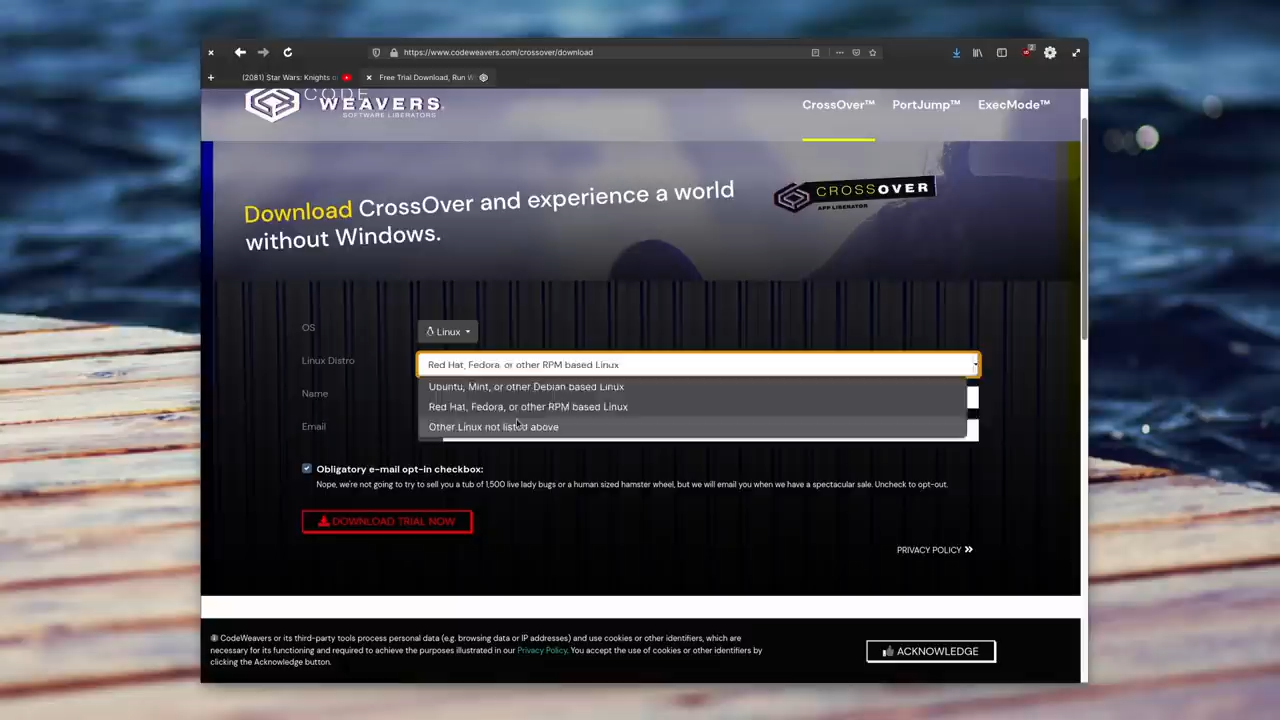 https://www.codeweavers.com/crossover/download
2
(2081) Star Wars: Knights o
Free Trial Download, Run W
CODE
WEAVERS
SOFTWARE LIBERATORS
CrossOver™
PortJump™
ExecMode™
Download CrossOver and experience a world
without Windows.
CROSSOVER
APP LIBERATOR
OS
Linux
Linux Distro
Red Hat, Fedora, or other RPM based Linux
Ubuntu, Mint, or other Debian based Linux
Name
Red Hat, Fedora, or other RPM based Linux
Email
Other Linux not listed above
Obligatory e-mail opt-in checkbox:
Nope, we're not going to try to sell you a tub of 1,500 live lady bugs or a human sized hamster wheel, but we will email you when we have a spectacular sale. Uncheck to opt-out.
DOWNLOAD TRIAL NOW
PRIVACY POLICY
CodeWeavers or its third-party tools process personal data (e.g. browsing data or IP addresses) and use cookies or other identifiers, which are
necessary for its functioning and required to achieve the purposes illustrated in our Privacy Policy. You accept the use of cookies or other identifiers by
clicking the Acknowledge button.
ACKNOWLEDGE